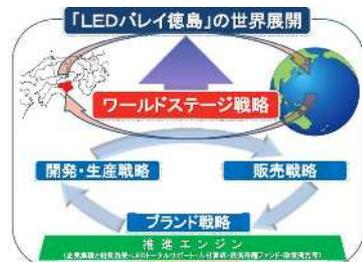 「LEDバレイ徳島」の世界展開
ワールドステージ戦略
開発・生産戦略
販売戦略
ブランド戦略
推進エンジン